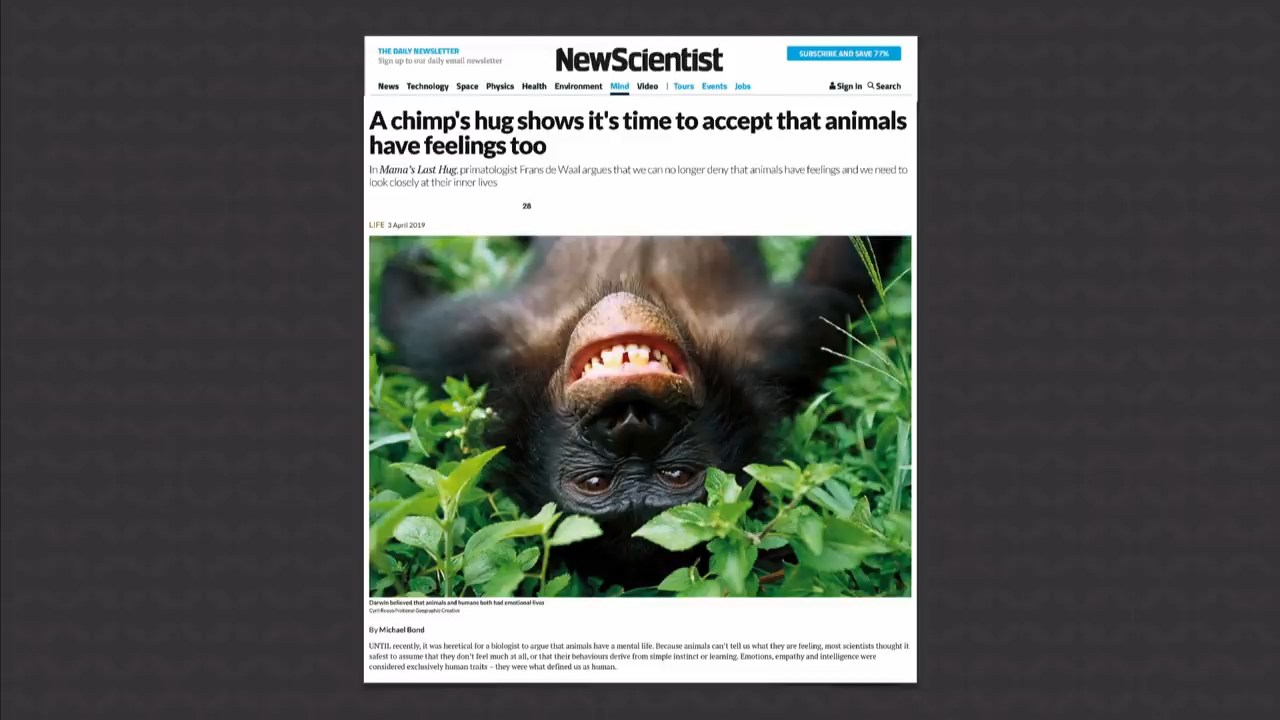 THE DAILY NEWSLETTER
Sign up to our daily email newsletter
NewScientist
SUBSCRIBE AND SAVE 77%
News Technology Space Physics Health Environment Mind Video | Tours Events Jobs Sign In Search
A chimp's hug shows it's time to accept that animals
have feelings too
In Mama's Last Hug, primatologist Frans de Waal argues that we can no longer deny that animals have feelings and we need to
look closely at their inner lives
28
LIFE 3 April 2019
Darwin believed that animals and humans both had emotional lives
Cyril Ruoso/National Geographic Creative
By Michael Bond
UNTIL recently, it was heretical for a biologist to argue that animals have a mental life. Because animals can't tell us what they are feeling, most scientists thought it
safest to assume that they don't feel much at all, or that their behaviours derive from simple instinct or learning. Emotions, empathy and intelligence were
considered exclusively human traits – they were what defined us as human.